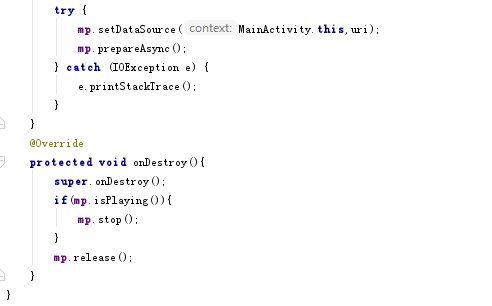 try {
mp.setDataSource( context: MainActivity.this,uri);
mp.prepareAsync();
} catch (IOException e) {
e.printStackTrace();
}
}
@Override
protected void onDestroy(){
super.onDestroy();
if(mp.isPlaying()){
mp.stop();
}
mp.release();
}
}